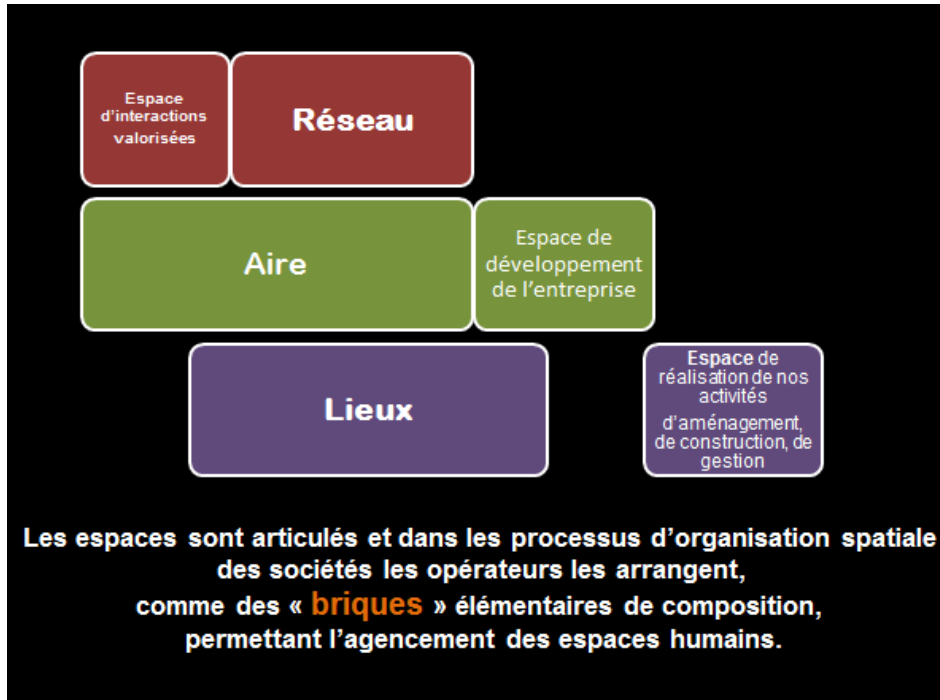 Espace
d'interactions
valorisées
Réseau
Aire
Espace de
développement
de l'entreprise
Lieux
Espace de
réalisation de nos
activités
d'aménagement,
de construction, de
gestion
Les espaces sont articulés et dans les processus d'organisation spatiale
des sociétés les opérateurs les arrangent,
comme des « briques » élémentaires de composition,
permettant l'agencement des espaces humains.